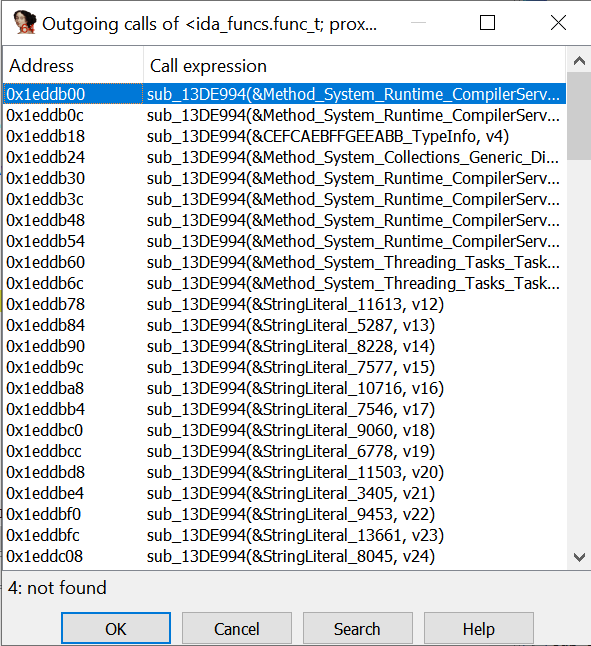 Outgoing calls of <ida_funcs.func_t; prox...
Address Call expression
0x1eddb00 sub_13DE994(&Method_System_Runtime_CompilerServ...
0x1eddb0c sub_13DE994(&Method_System_Runtime_CompilerServ...
0x1eddb18 sub_13DE994(&CEFCAEBFFGEEABB_TypeInfo, v4)
0x1eddb24 sub_13DE994(&Method_System_Collections_Generic_Di...
0x1eddb30 sub_13DE994(&Method_System_Runtime_CompilerServ...
0x1eddb3c sub_13DE994(&Method_System_Runtime_CompilerServ...
0x1eddb48 sub_13DE994(&Method_System_Runtime_CompilerServ...
0x1eddb54 sub_13DE994(&Method_System_Runtime_CompilerServ...
0x1eddb60 sub_13DE994(&Method_System_Threading_Tasks_Task...
0x1eddb6c sub_13DE994(&Method_System_Threading_Tasks_Task...
0x1eddb78 sub_13DE994(&StringLiteral_11613, v12)
0x1eddb84 sub_13DE994(&StringLiteral_5287, v13)
0x1eddb90 sub_13DE994(&StringLiteral_8228, v14)
0x1eddb9c sub_13DE994(&StringLiteral_7577, v15)
0x1eddba8 sub_13DE994(&StringLiteral_10716, v16)
0x1eddbb4 sub_13DE994(&StringLiteral_7546, v17)
0x1eddbc0 sub_13DE994(&StringLiteral_9060, v18)
0x1eddbcc sub_13DE994(&StringLiteral_6778, v19)
0x1eddbd8 sub_13DE994(&StringLiteral_11503, v20)
0x1eddbe4 sub_13DE994(&StringLiteral_3405, v21)
0x1eddbf0 sub_13DE994(&StringLiteral_9453, v22)
0x1eddbfc sub_13DE994(&StringLiteral_13661, v23)
0x1eddc08 sub_13DE994(&StringLiteral_8045, v24)
4: not found
OK Cancel Search Help